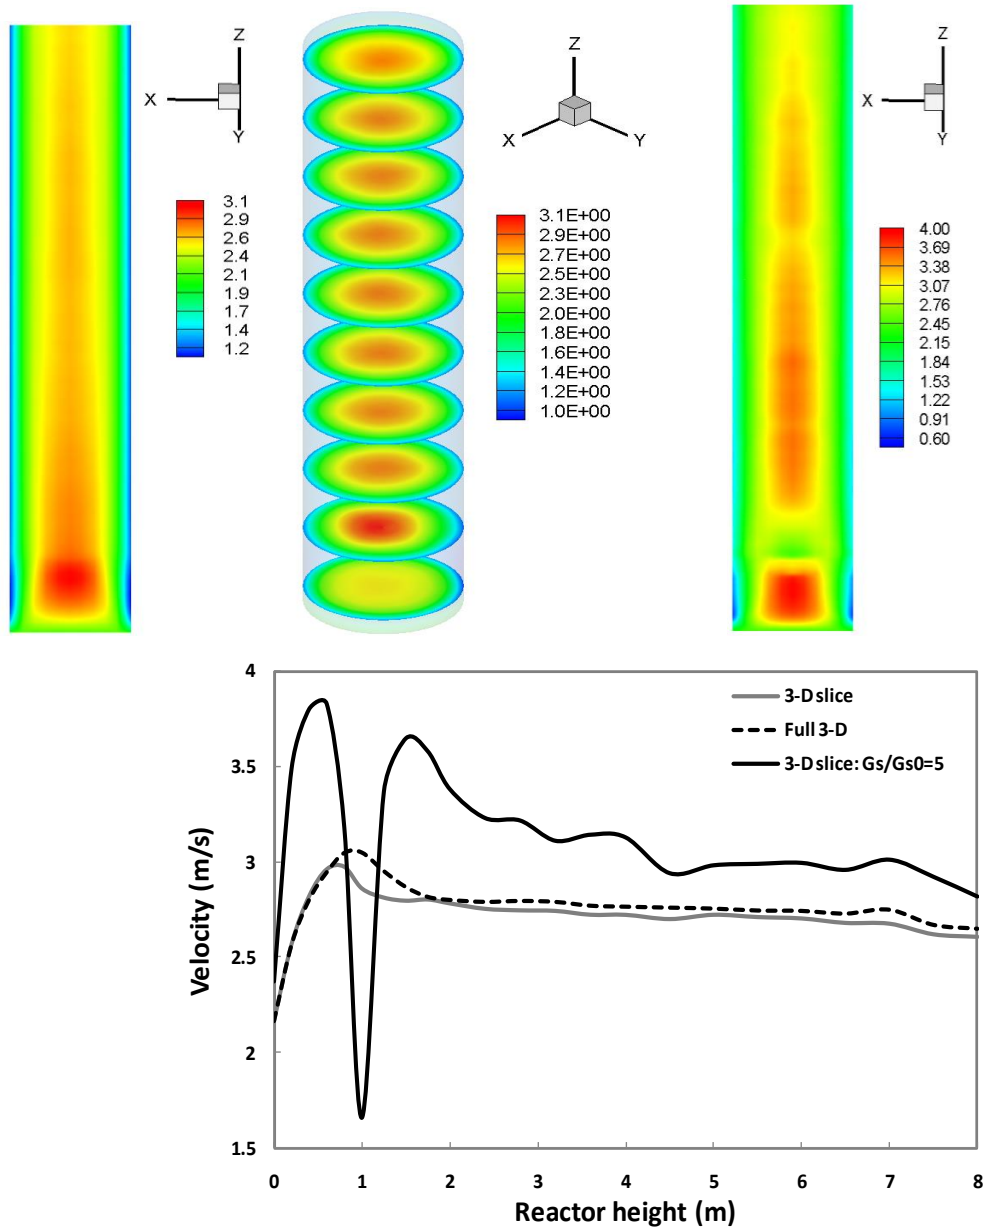 Z
X
Y
3.1
2.9
2.6
2.4
2.1
1.9
1.7
1.4
1.2
Z
X
Y
3.1E+00
2.9E+00
2.7E+00
2.5E+00
2.3E+00
2.0E+00
1.8E+00
1.6E+00
1.4E+00
1.2E+00
1.0E+00
Z
X
Y
4.00
3.69
3.38
3.07
2.76
2.45
2.15
1.84
1.53
1.22
0.91
0.60
4
3.5
3
2.5
2
1.5
Velocity (m/s)
3-D slice
Full 3-D
3-D slice: Gs/Gs0=5
0 1 2 3 4 5 6 7 8
Reactor height (m)